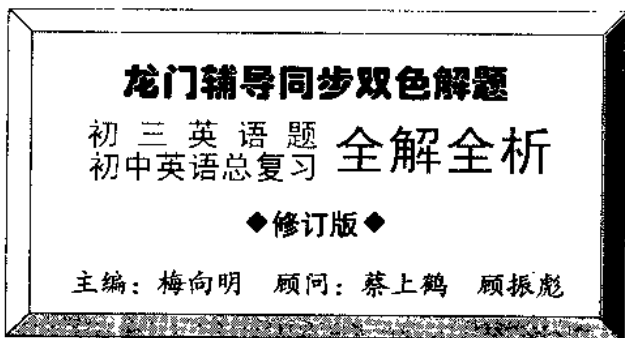 龙门辅导同步双色解题
初三英语题
初中英语总复习
全解全析
◆修订版◆
主编：梅向明 顾问：蔡上鹤 顾振彪